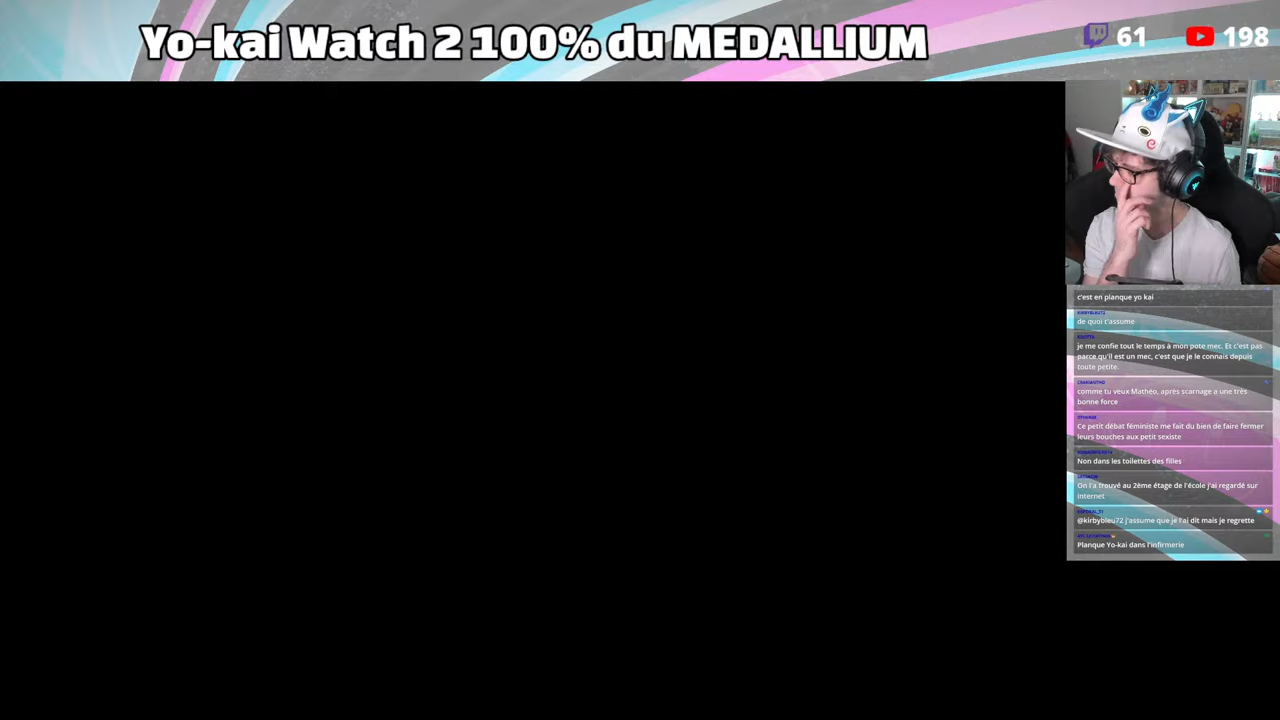 Yo-kai Watch 2 100% du MEDALLIUM
61
198
c'est en planque yo kai
KIRBYBLEU72
de quoi t'assume
je me confie tout le temps à mon pote mec. Et c'est pas
parce qu'il est un mec, c'est que je le connais depuis
toute petite.
comme tu veux Mathéo, après scarnage a une très
bonne force
Ce petit débat féministe me fait du bien de faire fermer
leurs bouches aux petit sexiste
Non dans les toilettes des filles
On l'a trouvé au 2ème étage de l'école j'ai regardé sur
internet
@kirbybleu72 j'assume que je l'ai dit mais je regrette
Planque Yo-kai dans l'infirmerie